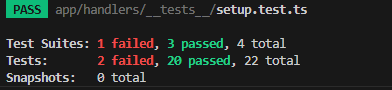 PASS app/handlers/__tests__/setup.test.ts
Test Suites: 1 failed, 3 passed, 4 total
Tests: 2 failed, 20 passed, 22 total
Snapshots: 0 total